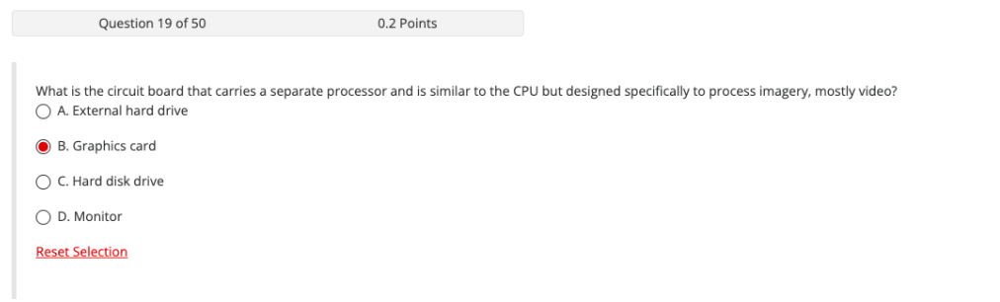 Question 19 of 50 0.2 Points
What is the circuit board that carries a separate processor and is similar to the CPU but designed specifically to process imagery, mostly video?
A. External hard drive
B. Graphics card
C. Hard disk drive
D. Monitor
Reset Selection